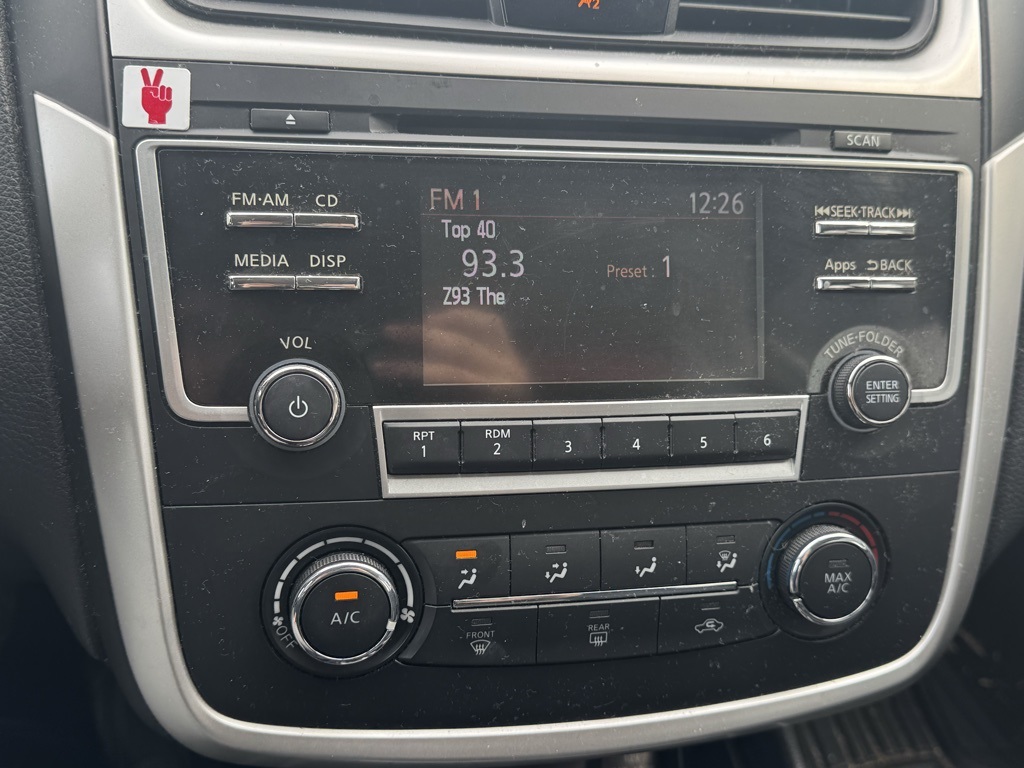 SCAN
FM·AM CD
FM 1 12:26
SEEK·TRACK
Top 40
MEDIA DISP
93.3 Preset : 1
Apps BACK
Z93 The
VOL
TUNE·FOLDER
ENTER
SETTING
RPT RDM
1 2 3 4 5 6
A/C
OFF
MAX
A/C
FRONT REAR